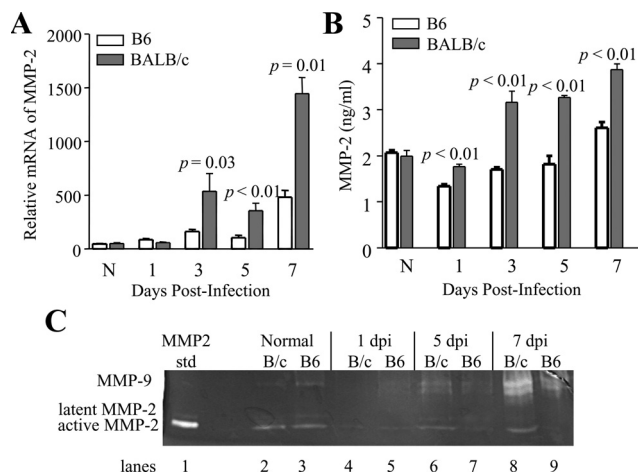 A
B6
BALB/c
Relative mRNA of MMP-2
2000
1500
1000
500
0
p = 0.03
p < 0.01
p = 0.01
N 1 3 5 7
Days Post-Infection
B
B6
BALB/c
MMP-2 (ng/ml)
5
4
3
2
1
0
p < 0.01
p < 0.01
p < 0.01
p < 0.01
N 1 3 5 7
Days Post-Infection
C
MMP2 Normal 1 dpi 5 dpi 7 dpi
std B/c B6 B/c B6 B/c B6 B/c B6
MMP-9
latent MMP-2
active MMP-2
lanes 1 2 3 4 5 6 7 8 9